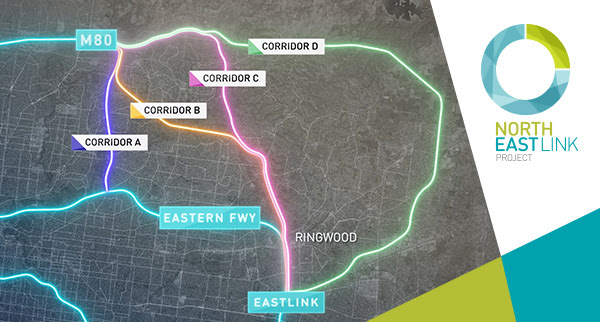 M80
CORRIDOR D
CORRIDOR C
CORRIDOR B
CORRIDOR A
EASTERN FWY
RINGWOOD
EASTLINK
NORTH
EAST LINK
PROJECT